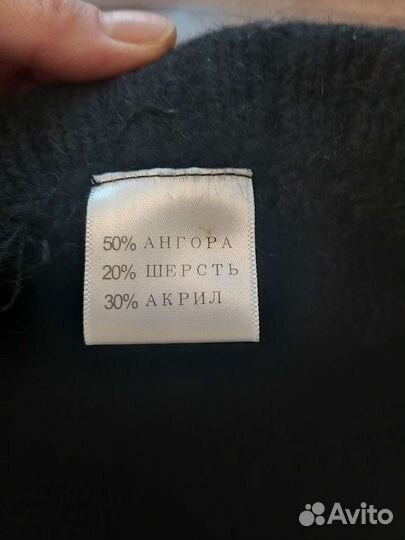 50% АНГОРА
20% ШЕРСТЬ
30% АКРИЛ
Avito